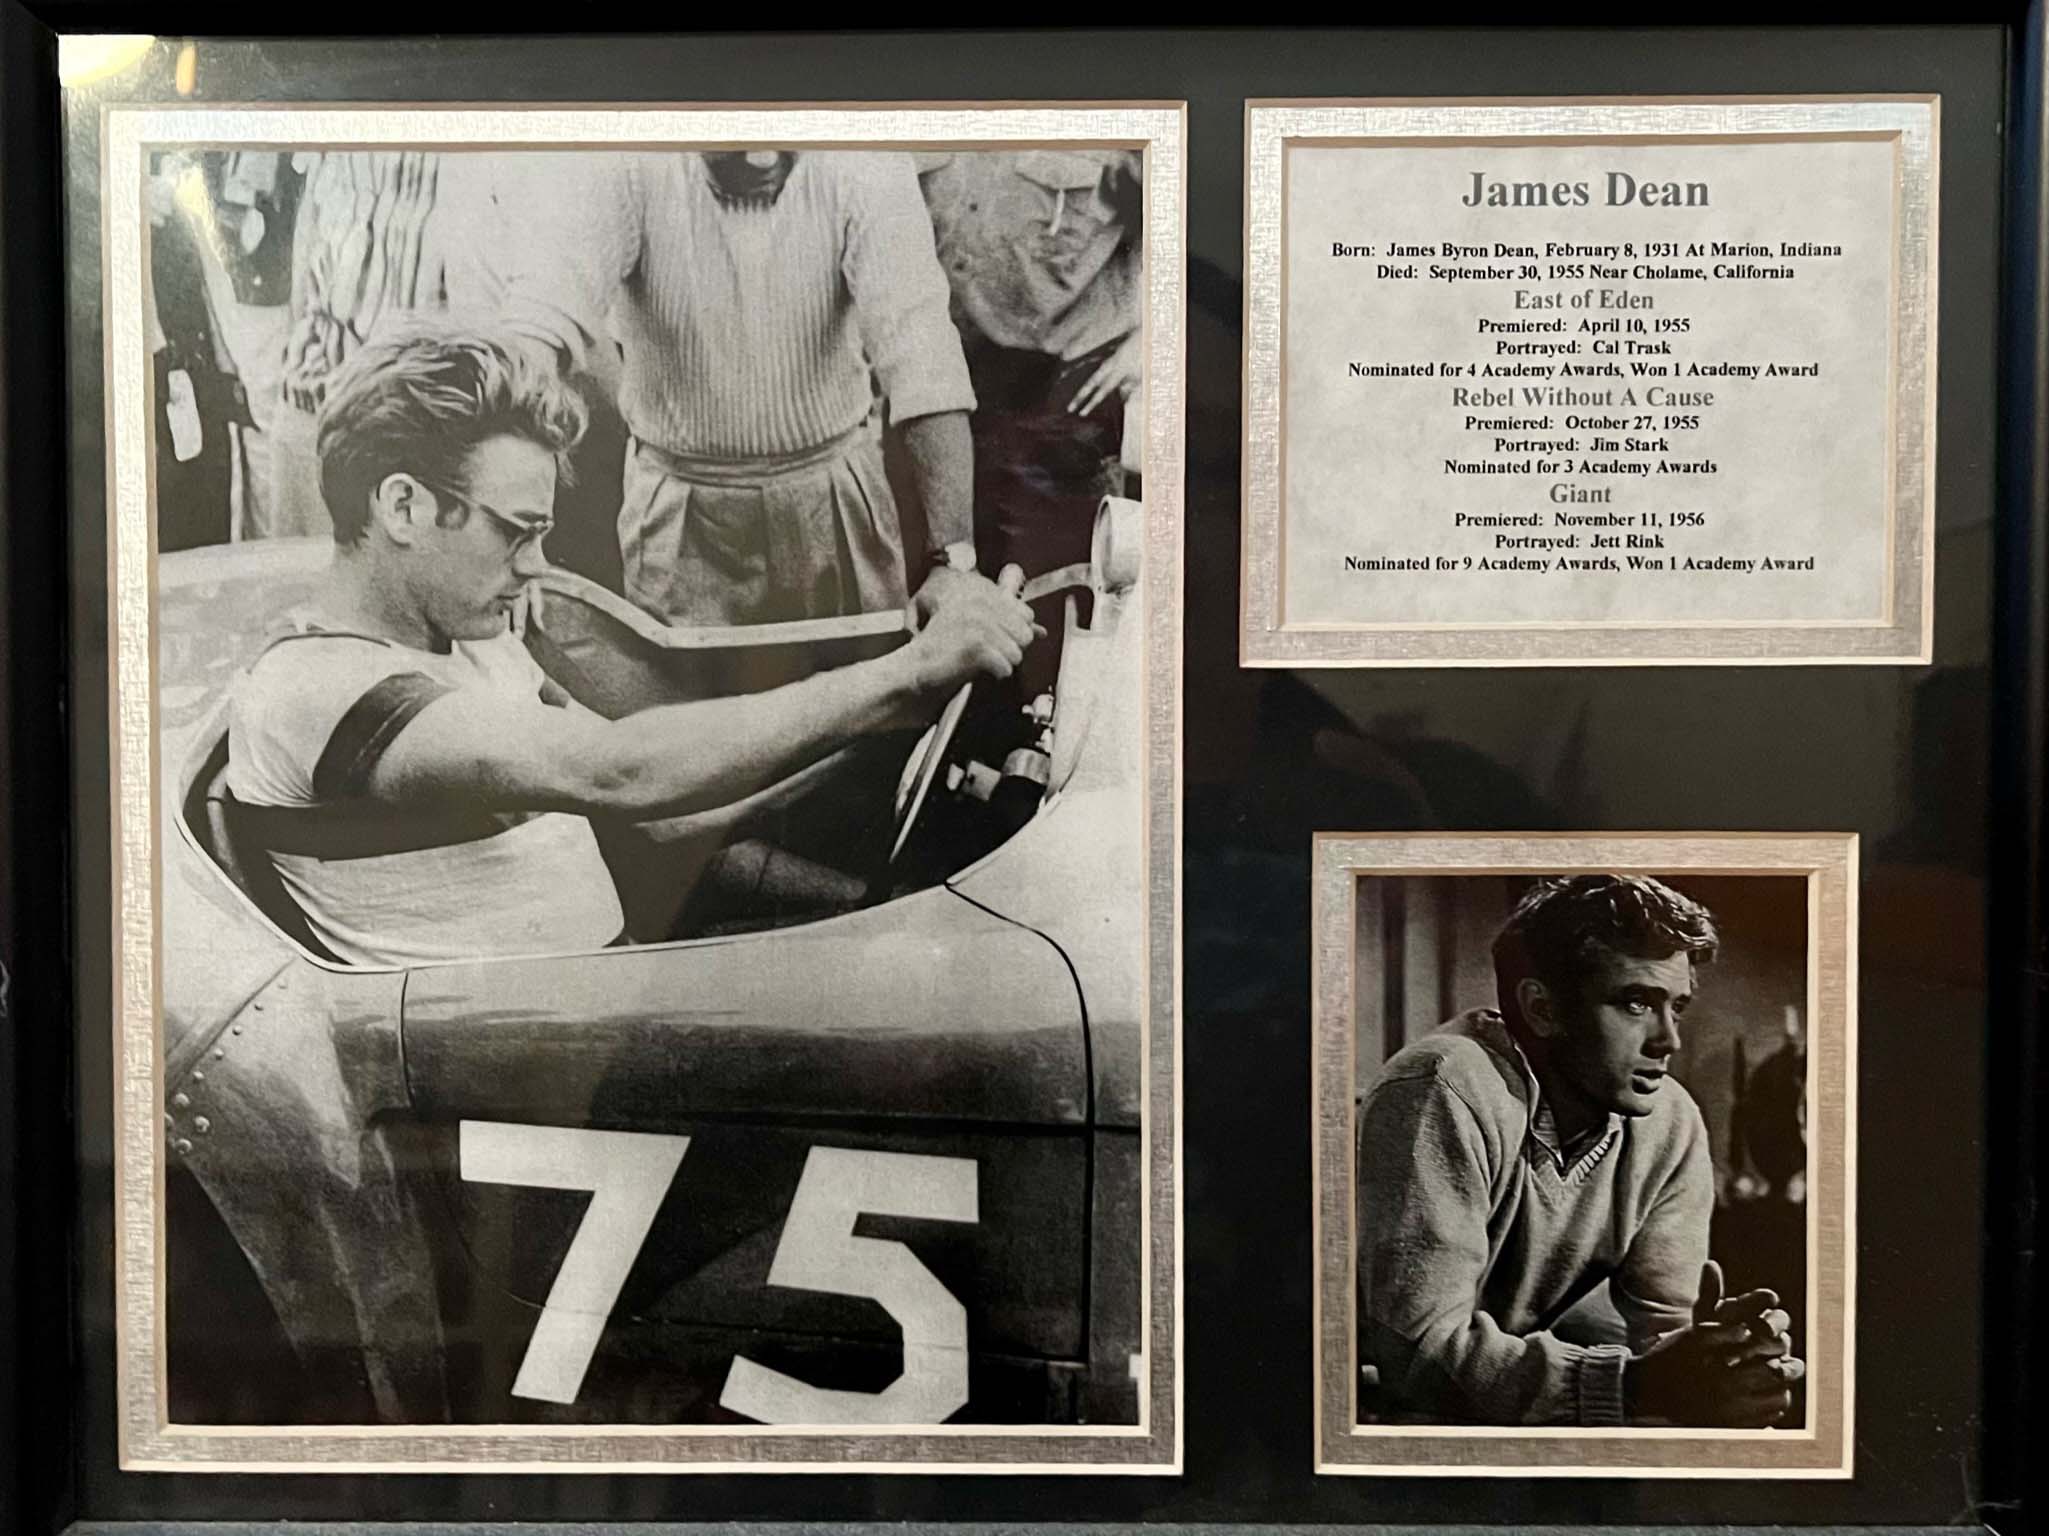 James Dean
Born: James Byron Dean, February 8, 1931 At Marion, Indiana
Died: September 30, 1955 Near Cholame, California
East of Eden
Premiered: April 10, 1955
Portrayed: Cal Trask
Nominated for 4 Academy Awards, Won 1 Academy Award
Rebel Without A Cause
Premiered: October 27, 1955
Portrayed: Jim Stark
Nominated for 3 Academy Awards
Giant
Premiered: November 11, 1956
Portrayed: Jett Rink
Nominated for 9 Academy Awards, Won 1 Academy Award
75